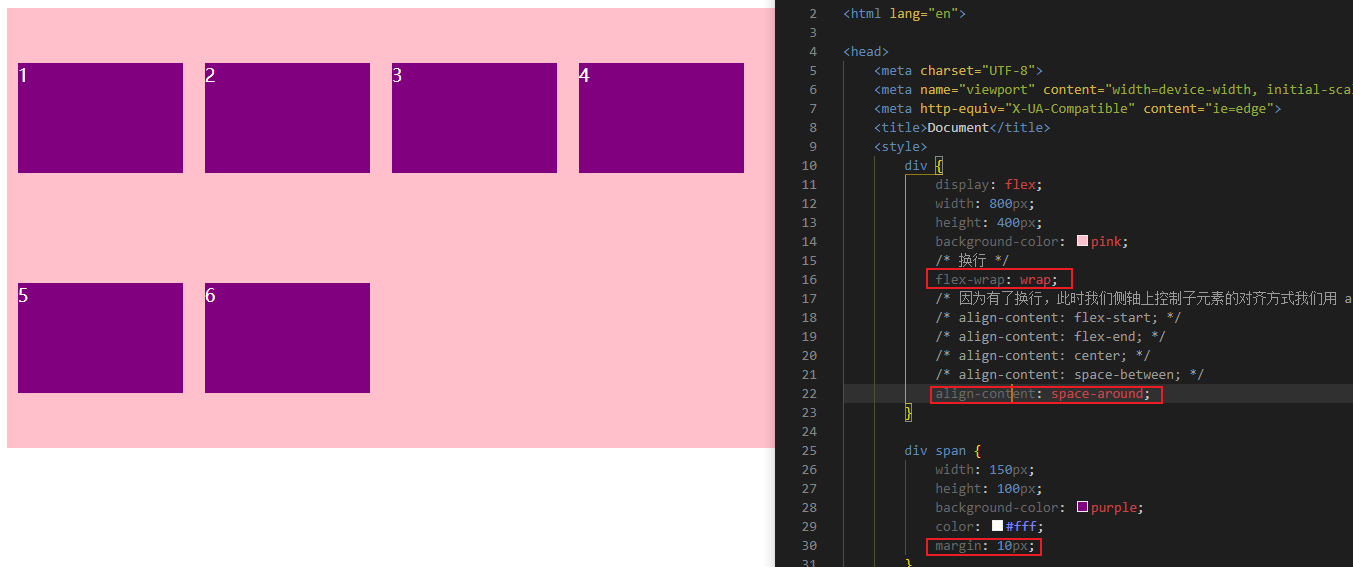 1
2
3
4
5
6
2 <html lang="en">
3
4 <head>
5 <meta charset="UTF-8">
6 <meta name="viewport" content="width=device-width, initial-scal
7 <meta http-equiv="X-UA-Compatible" content="ie=edge">
8 <title>Document</title>
9 <style>
10 div {
11 display: flex;
12 width: 800px;
13 height: 400px;
14 background-color: pink;
15 /* 换行 */
16 flex-wrap: wrap;
17 /* 因为有了换行，此时我们侧轴上控制子元素的对齐方式我们用 a
18 /* align-content: flex-start; */
19 /* align-content: flex-end; */
20 /* align-content: center; */
21 /* align-content: space-between; */
22 align-content: space-around;
23 }
24
25 div span {
26 width: 150px;
27 height: 100px;
28 background-color: purple;
29 color: #fff;
30 margin: 10px;
31 }